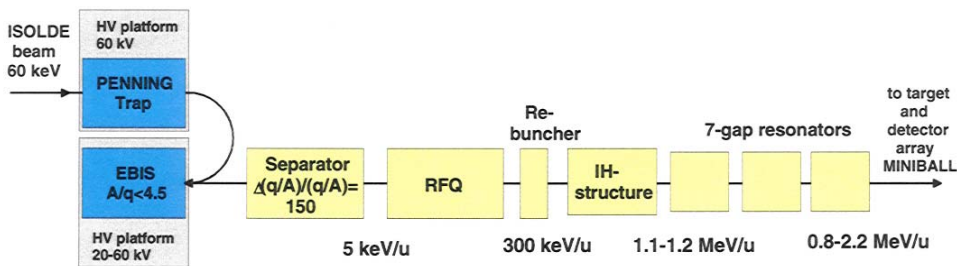 ISOLDE
beam
60 keV
HV platform
60 kV
PENNING
Trap
EBIS
A/q<4.5
HV platform
20-60 kV
Separator
Δ(q/A)/(q/A)=
150
RFQ
Re-
buncher
IH-
structure
7-gap resonators
to target
and
detector
array
MINIBALL
5 keV/u
300 keV/u
1.1-1.2 MeV/u
0.8-2.2 MeV/u